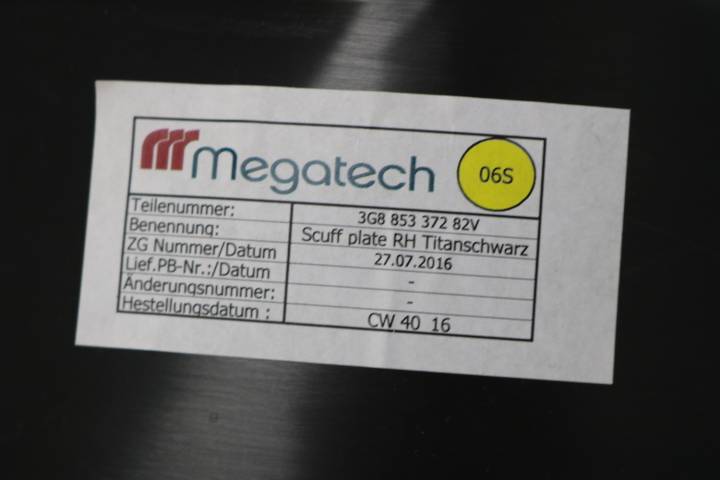 megatech
06S
Teilenummer: 3G8 853 372 82V
Benennung: Scuff plate RH Titanschwarz
ZG Nummer/Datum 27.07.2016
Lief.PB-Nr.:/Datum -
Änderungsnummer: -
Hestellungsdatum : CW 40 16